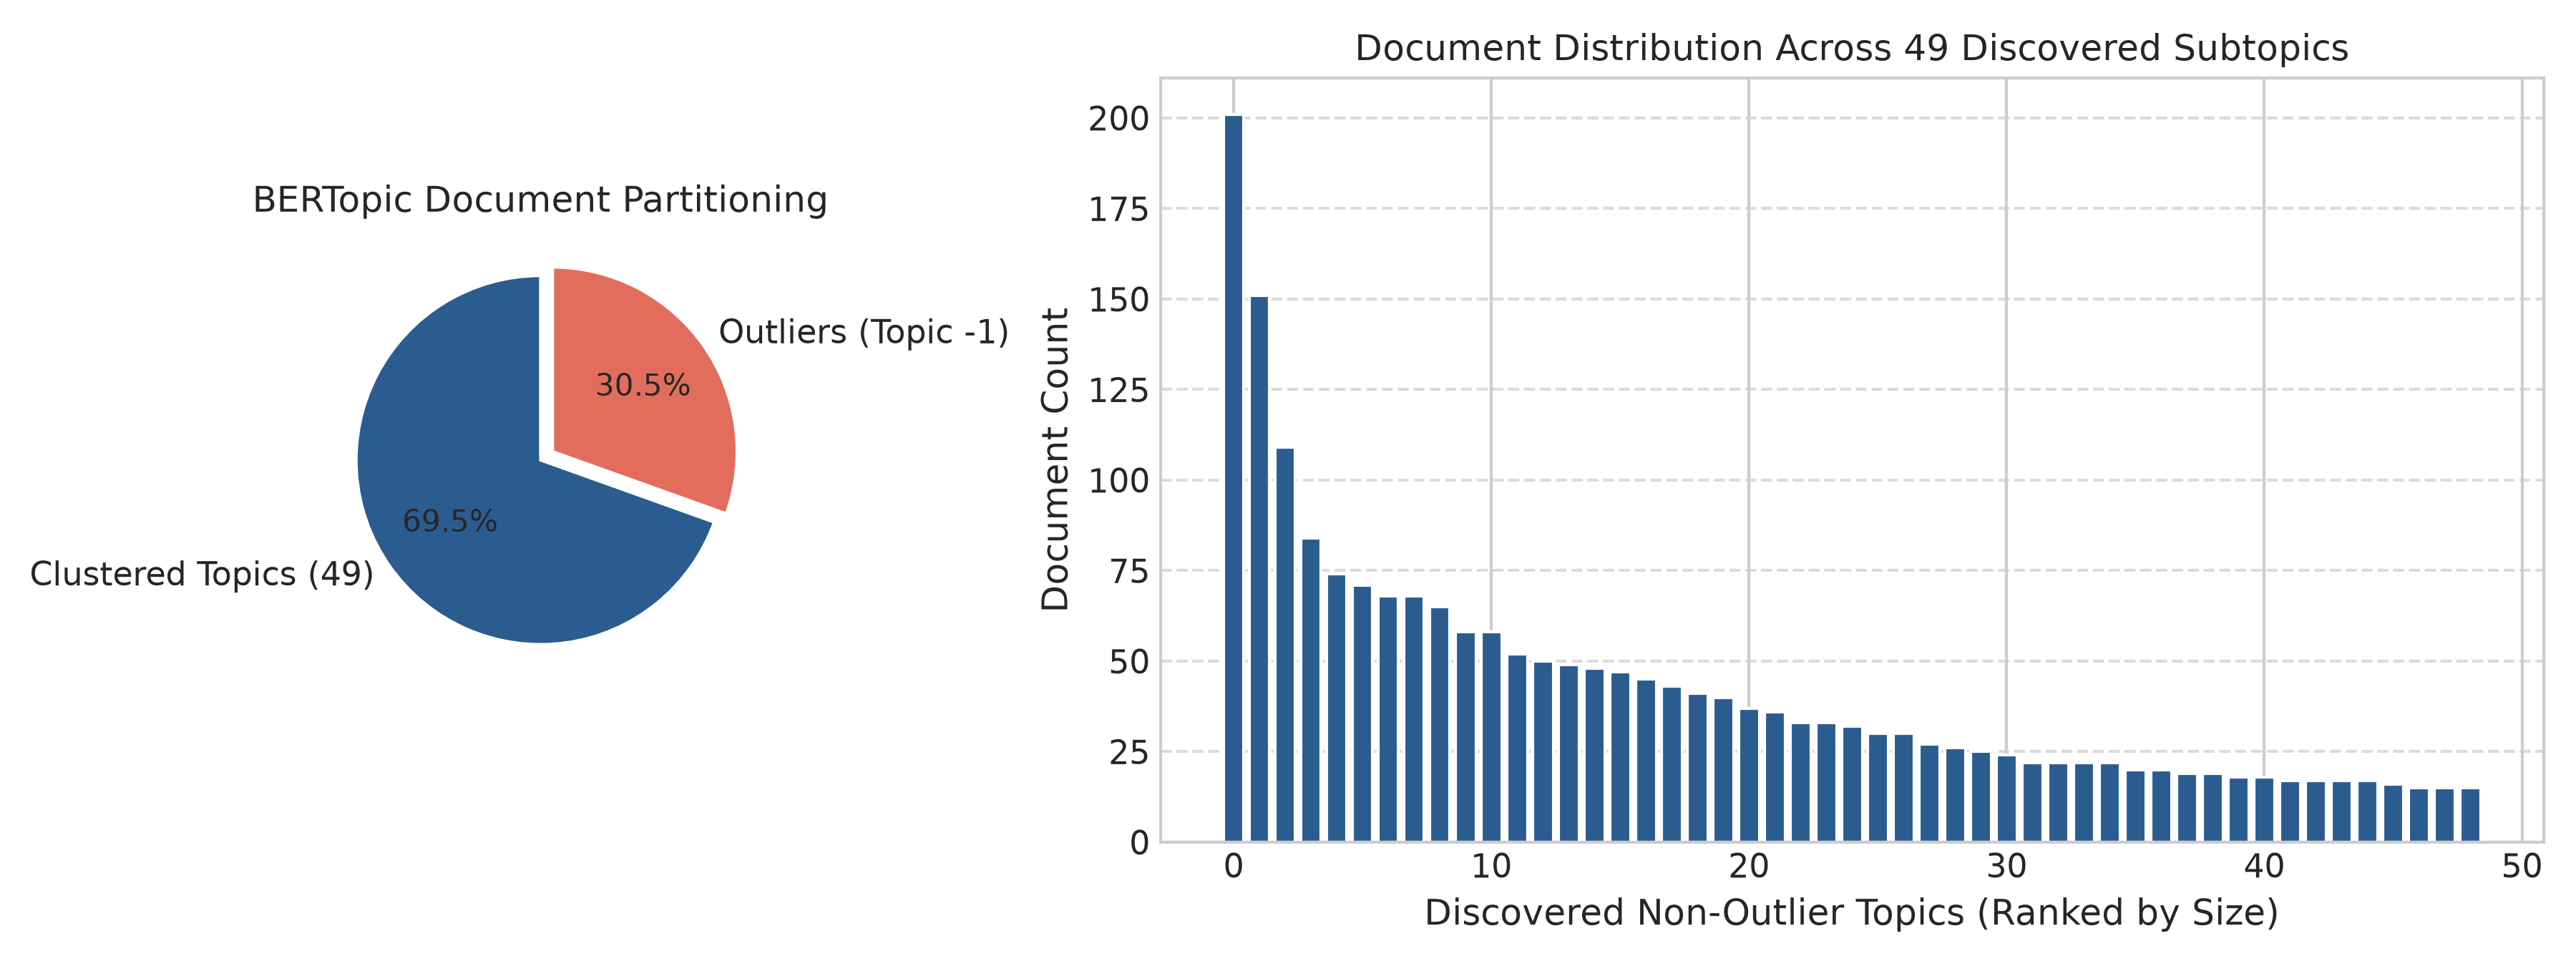 BERTopic Document Partitioning
Outliers (Topic -1)
30.5%
69.5%
Clustered Topics (49)
Document Distribution Across 49 Discovered Subtopics
Document Count
200
175
150
125
100
75
50
25
0
0 10 20 30 40 50
Discovered Non-Outlier Topics (Ranked by Size)